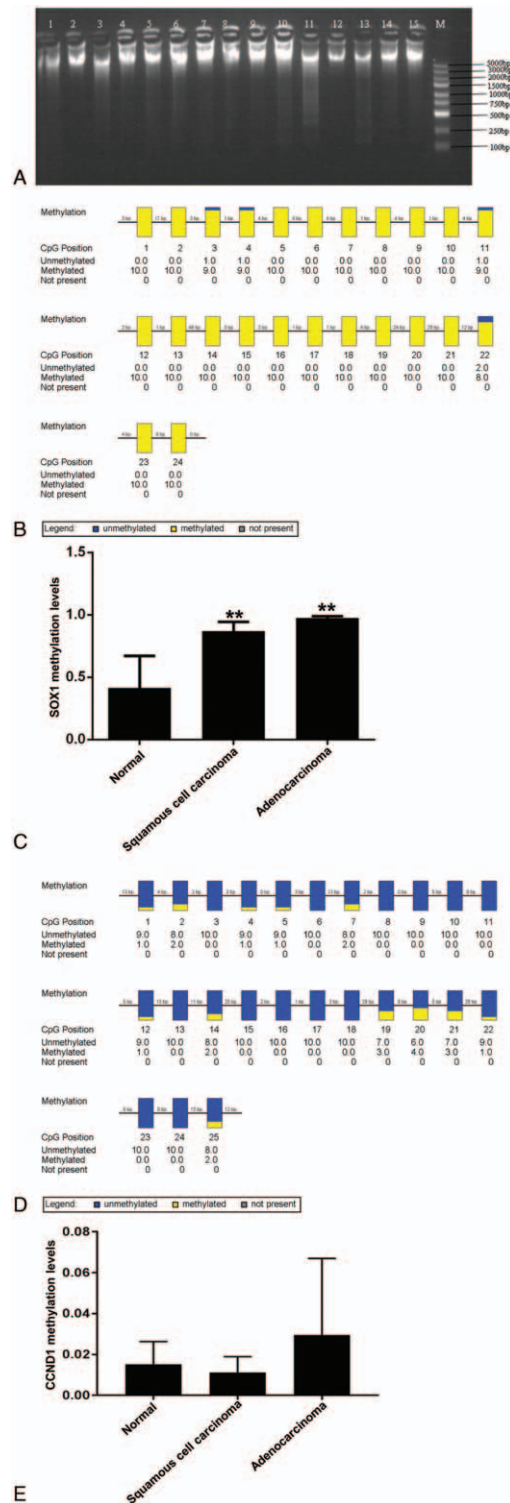 1 2 3 4 5 6 7 8 9 10 11 12 13 14 15 M
5000bp
3000bp
2000bp
1500bp
1000bp
750bp
500bp
250bp
100bp
A
Methylation
CpG Position 1 2 3 4 5 6 7 8 9 10 11
Unmethylated 0.0 0.0 1.0 1.0 0.0 0.0 0.0 0.0 0.0 0.0 1.0
Methylated 10.0 10.0 9.0 9.0 10.0 10.0 10.0 10.0 10.0 10.0 9.0
Not present 0 0 0 0 0 0 0 0 0 0 0
Methylation
CpG Position 12 13 14 15 16 17 18 19 20 21 22
Unmethylated 0.0 0.0 0.0 0.0 0.0 0.0 0.0 0.0 0.0 0.0 2.0
Methylated 10.0 10.0 10.0 10.0 10.0 10.0 10.0 10.0 10.0 10.0 8.0
Not present 0 0 0 0 0 0 0 0 0 0 0
Methylation
CpG Position 23 24
Unmethylated 0.0 0.0
Methylated 10.0 10.0
Not present 0 0
B
Legend: unmethylated methylated not present
SOX1 methylation levels
1.5
1.0
0.5
0.0
** **
Normal
Squamous cell carcinoma
Adenocarcinoma
C
Methylation
CpG Position 1 2 3 4 5 6 7 8 9 10 11
Unmethylated 9.0 8.0 10.0 9.0 9.0 10.0 8.0 10.0 10.0 10.0 10.0
Methylated 1.0 2.0 0.0 1.0 1.0 0.0 2.0 0.0 0.0 0.0 0.0
Not present 0 0 0 0 0 0 0 0 0 0 0
Methylation
CpG Position 12 13 14 15 16 17 18 19 20 21 22
Unmethylated 9.0 10.0 8.0 10.0 10.0 10.0 10.0 7.0 6.0 7.0 9.0
Methylated 1.0 0.0 2.0 0.0 0.0 0.0 0.0 3.0 4.0 3.0 1.0
Not present 0 0 0 0 0 0 0 0 0 0 0
Methylation
CpG Position 23 24 25
Unmethylated 10.0 10.0 8.0
Methylated 0.0 0.0 2.0
Not present 0 0 0
D
Legend: unmethylated methylated not present
CCND1 methylation levels
0.08
0.06
0.04
0.02
0.00
Normal
Squamous cell carcinoma
Adenocarcinoma
E